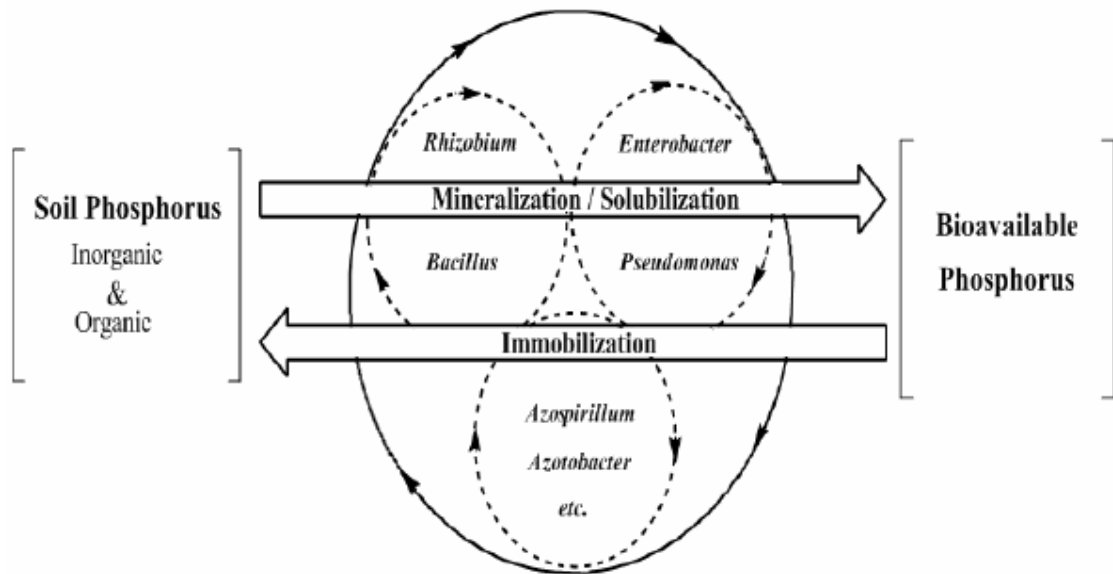 Rhizobium
Enterobacter
Soil Phosphorus
Inorganic
&
Organic
Mineralization / Solubilization
Bioavailable
Phosphorus
Bacillus
Pseudomonas
Immobilization
Azospirillum
Azotobacter
etc.